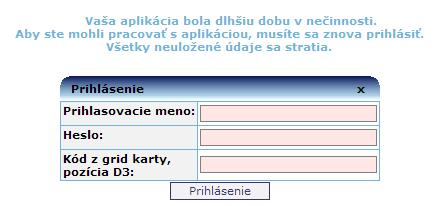 Vaša aplikácia bola dlhšiu dobu v nečinnosti.
Aby ste mohli pracovať s aplikáciou, musíte sa znova prihlásiť.
Všetky neuložené údaje sa stratia.
Prihlásenie x
Prihlasovacie meno:
Heslo:
Kód z grid karty,
pozícia D3:
Prihlásenie